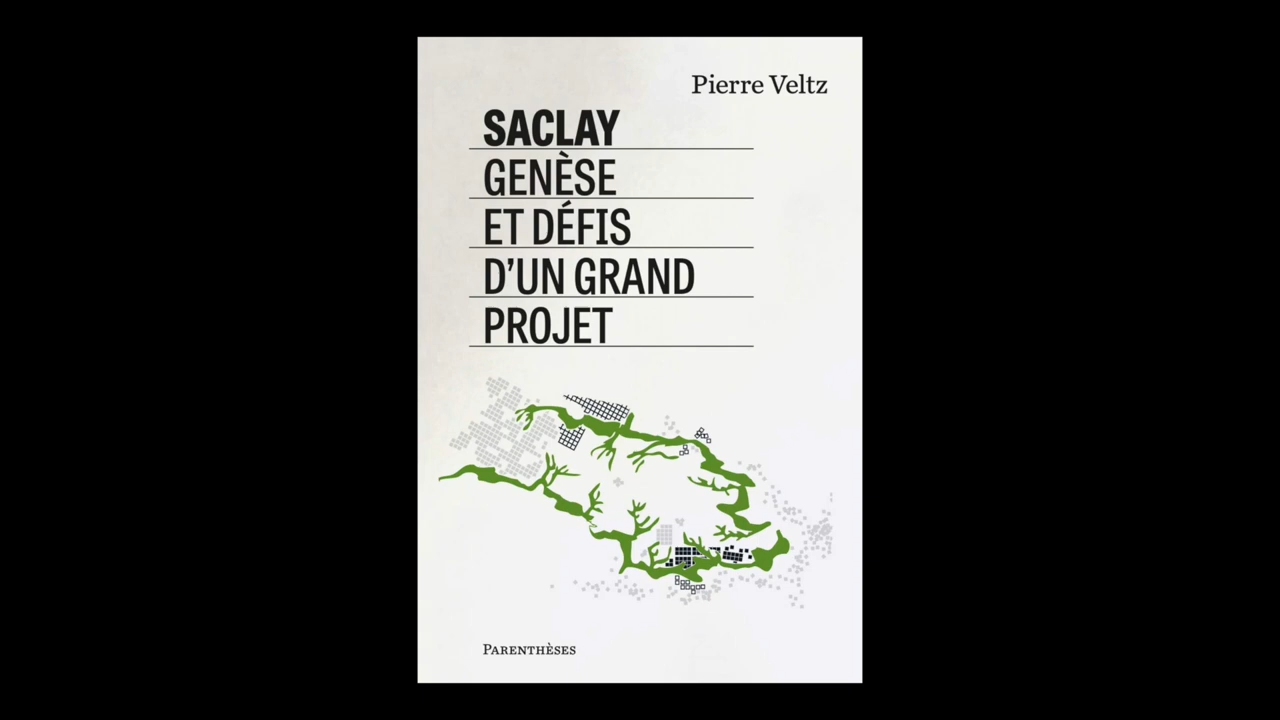 Pierre Veltz
SACLAY
GENÈSE
ET DÉFIS
D’UN GRAND
PROJET
PARENTHÈSES